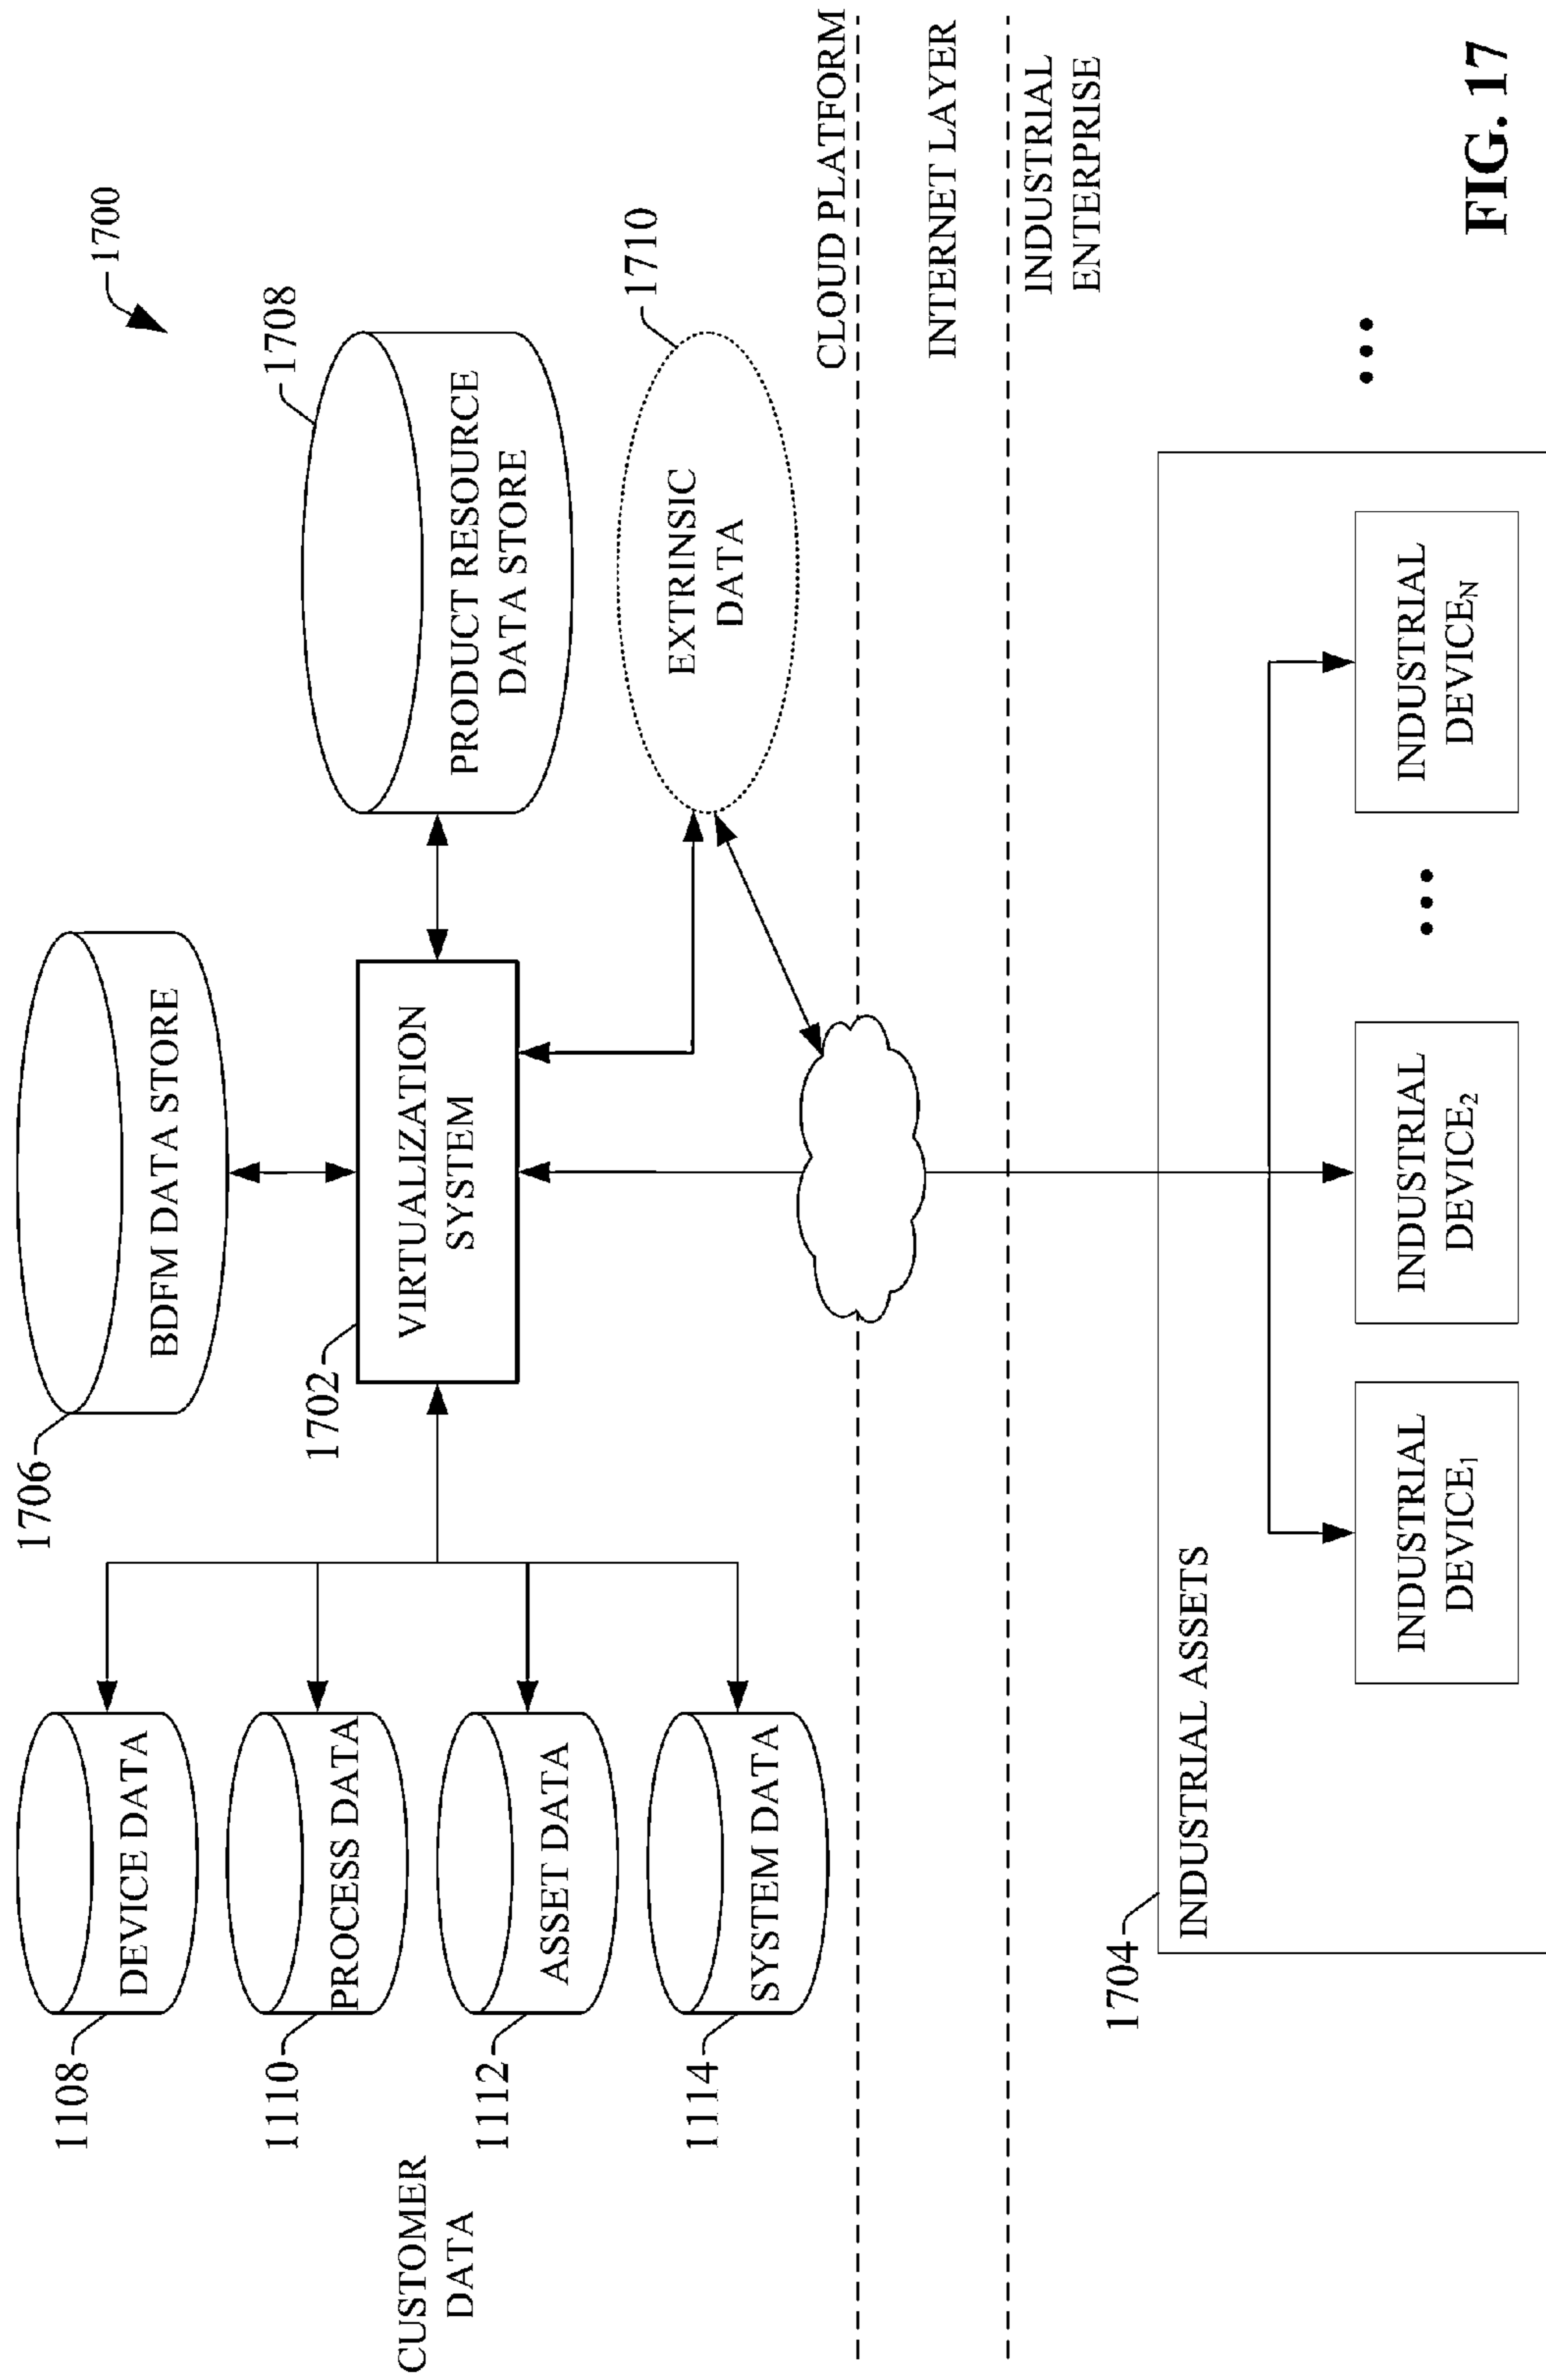 1700
1706
BDFM DATA STORE
1108
DEVICE DATA
1708
PRODUCT RESOURCE
DATA STORE
1110
PROCESS DATA
1702
VIRTUALIZATION
SYSTEM
CUSTOMER
DATA
1112
ASSET DATA
1710
EXTRINSIC
DATA
1114
SYSTEM DATA
CLOUD PLATFORM
INTERNET LAYER
INDUSTRIAL
ENTERPRISE
1704
INDUSTRIAL ASSETS
INDUSTRIAL
DEVICE1
INDUSTRIAL
DEVICE2
...
INDUSTRIAL
DEVICEN
...
FIG. 17